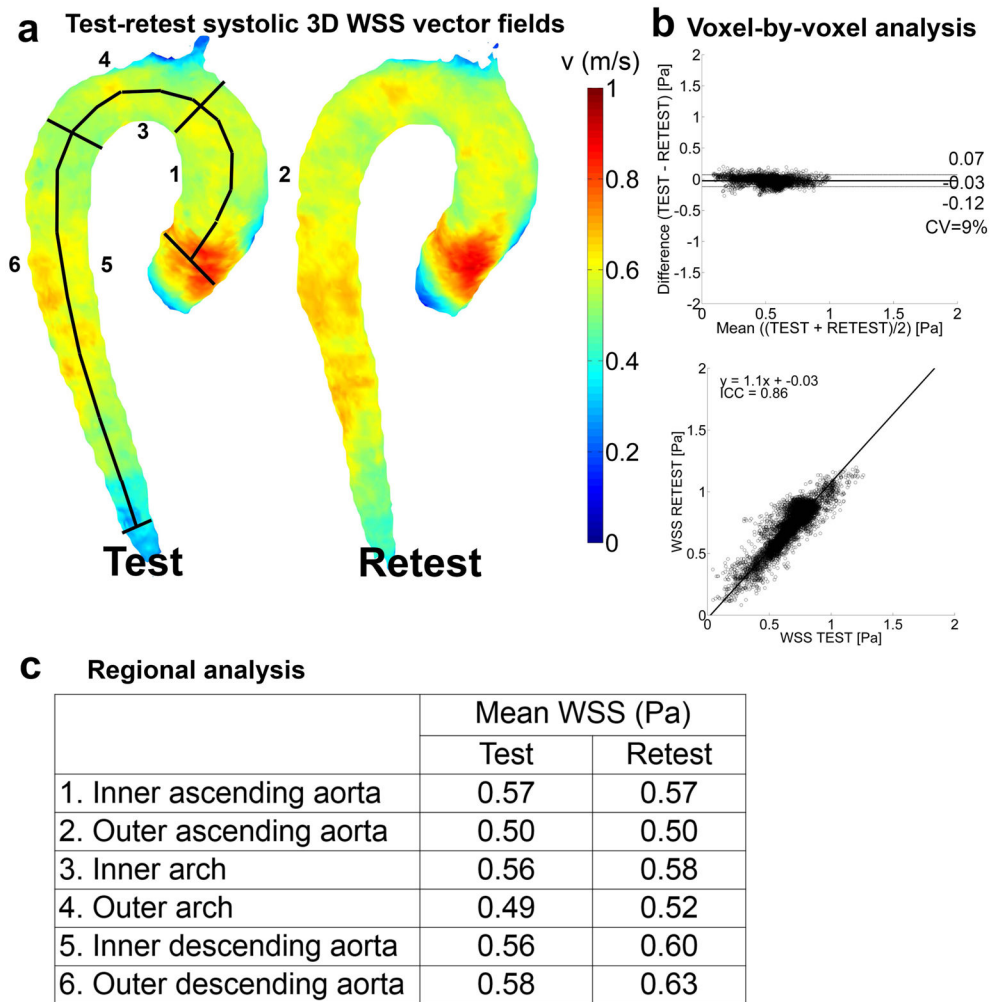 a Test-retest systolic 3D WSS vector fields
4
3
1
2
6
5
Test
Retest
v (m/s)
1
0.8
0.6
0.4
0.2
0
b Voxel-by-voxel analysis
Difference (TEST - RETEST) [Pa]
2
1.5
1
0.5
0
-0.5
-1
-1.5
-2
0.07
-0.03
-0.12
CV=9%
0 0.5 1 1.5 2
Mean ((TEST + RETEST)/2) [Pa]
y = 1.1x + -0.03
ICC = 0.86
WSS RETEST [Pa]
2
1.5
1
0.5
0
0 0.5 1 1.5 2
WSS TEST [Pa]
c Regional analysis
Mean WSS (Pa)
Test Retest
1. Inner ascending aorta 0.57 0.57
2. Outer ascending aorta 0.50 0.50
3. Inner arch 0.56 0.58
4. Outer arch 0.49 0.52
5. Inner descending aorta 0.56 0.60
6. Outer descending aorta 0.58 0.63